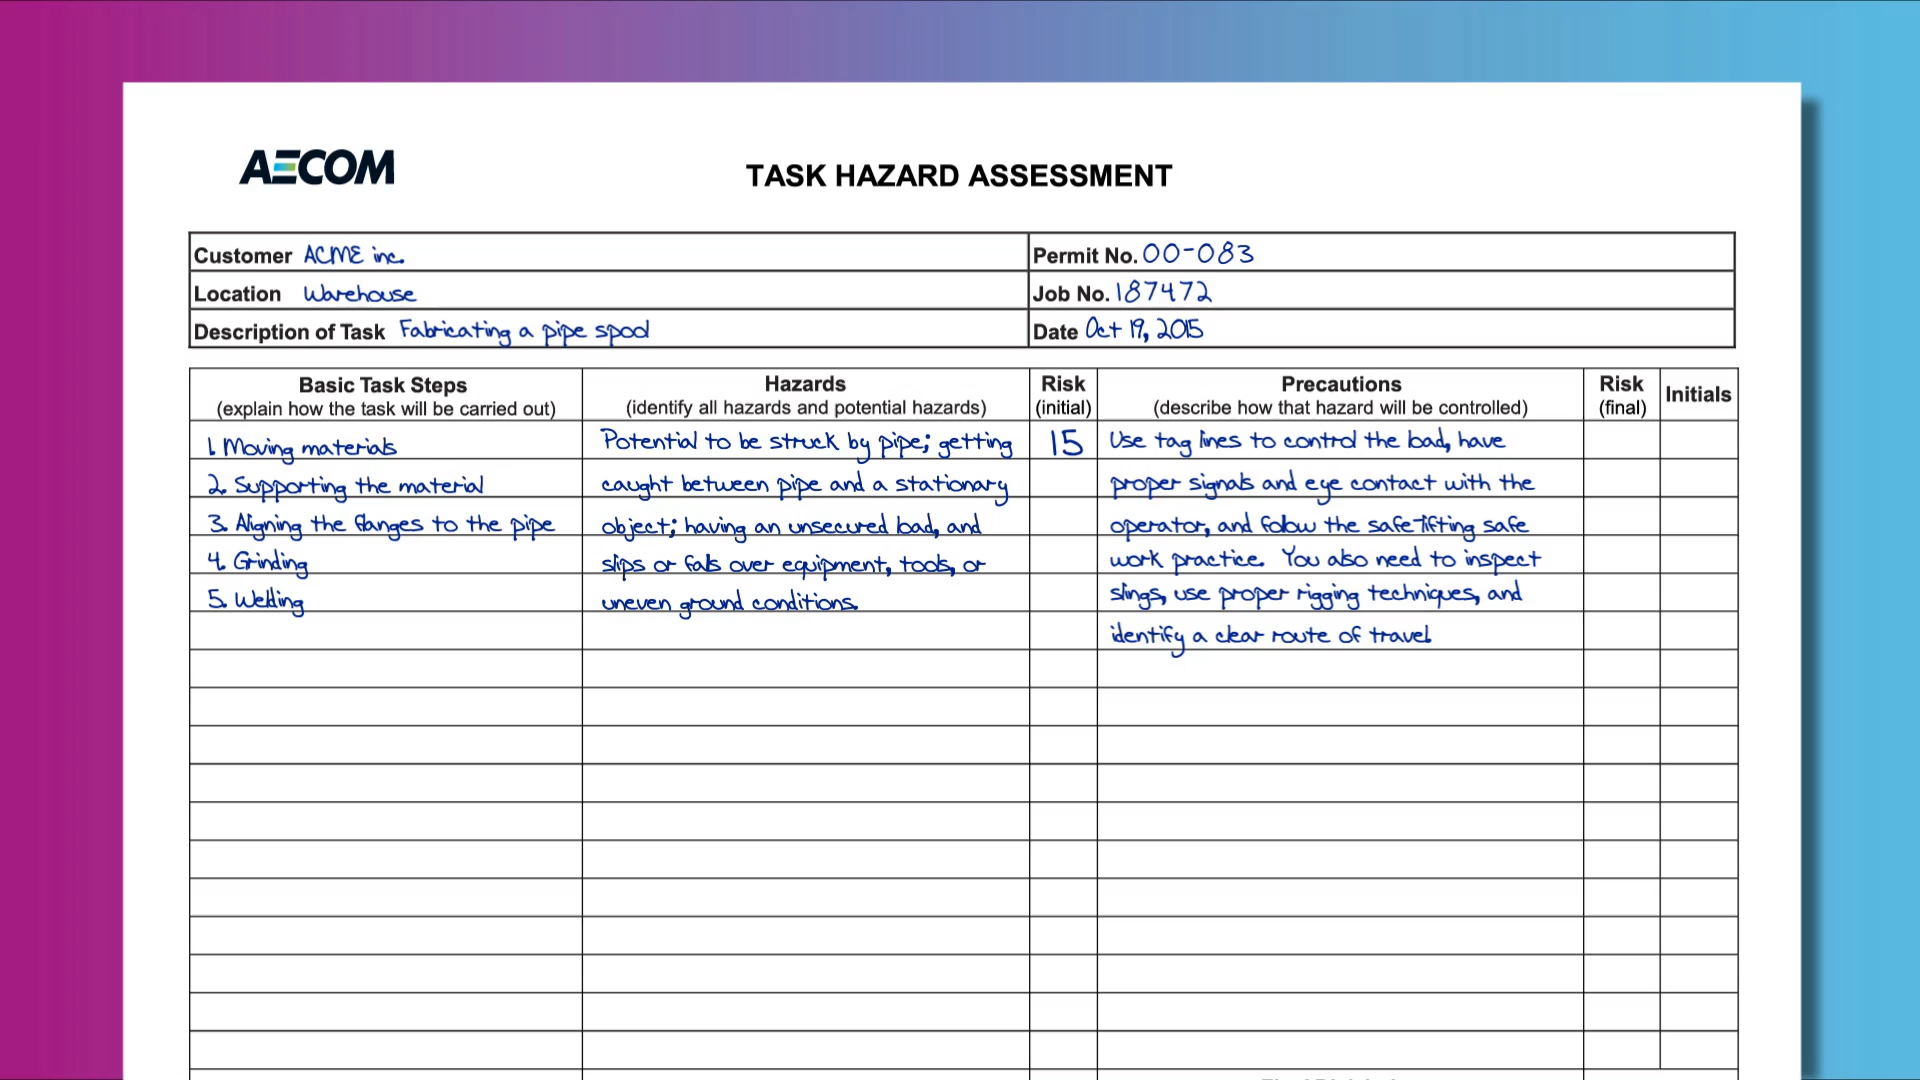 AECOM
TASK HAZARD ASSESSMENT
Customer ACME inc.
Permit No. 00-083
Location Warehouse
Job No. 187472
Description of Task Fabricating a pipe spool
Date Oct 19, 2015
Basic Task Steps
(explain how the task will be carried out)
Hazards
(identify all hazards and potential hazards)
Risk
(initial)
Precautions
(describe how that hazard will be controlled)
Risk
(final)
Initials
1. Moving materials
2. Supporting the material
3. Aligning the flanges to the pipe
4. Grinding
5. Welding
Potential to be struck by pipe; getting
caught between pipe and a stationary
object; having an unsecured load, and
slips or falls over equipment, tools, or
uneven ground conditions.
15
Use tag lines to control the load, have
proper signals and eye contact with the
operator, and follow the safe-lifting safe
work practice. You also need to inspect
slings, use proper rigging techniques, and
identify a clear route of travel.